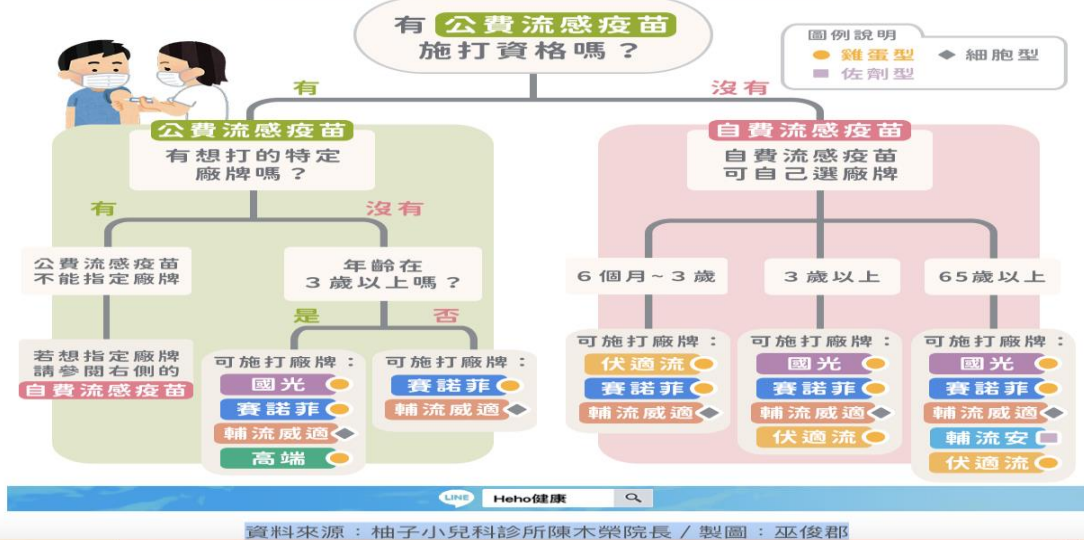 有 公費流感疫苗
施打資格嗎？
圖例說明
雞蛋型
細胞型
佐劑型
有
沒有
公費流感疫苗
有想打的特定
廠牌嗎？
有
沒有
公費流感疫苗
不能指定廠牌
若想指定廠牌
請參閱右側的
自費流感疫苗
年齡在
3歲以上嗎？
是
否
可施打廠牌：
國光
賽諾菲
輔流威適
高端
可施打廠牌：
賽諾菲
輔流威適
自費流感疫苗
自費流感疫苗
可自己選廠牌
6個月~3歲
可施打廠牌：
伏適流
賽諾菲
輔流威適
3歲以上
可施打廠牌：
國光
賽諾菲
輔流威適
伏適流
65歲以上
可施打廠牌：
國光
賽諾菲
輔流威適
輔流安
伏適流
LINE Heho健康
資料來源：柚子小兒科診所陳木榮院長 / 製圖：巫俊郡